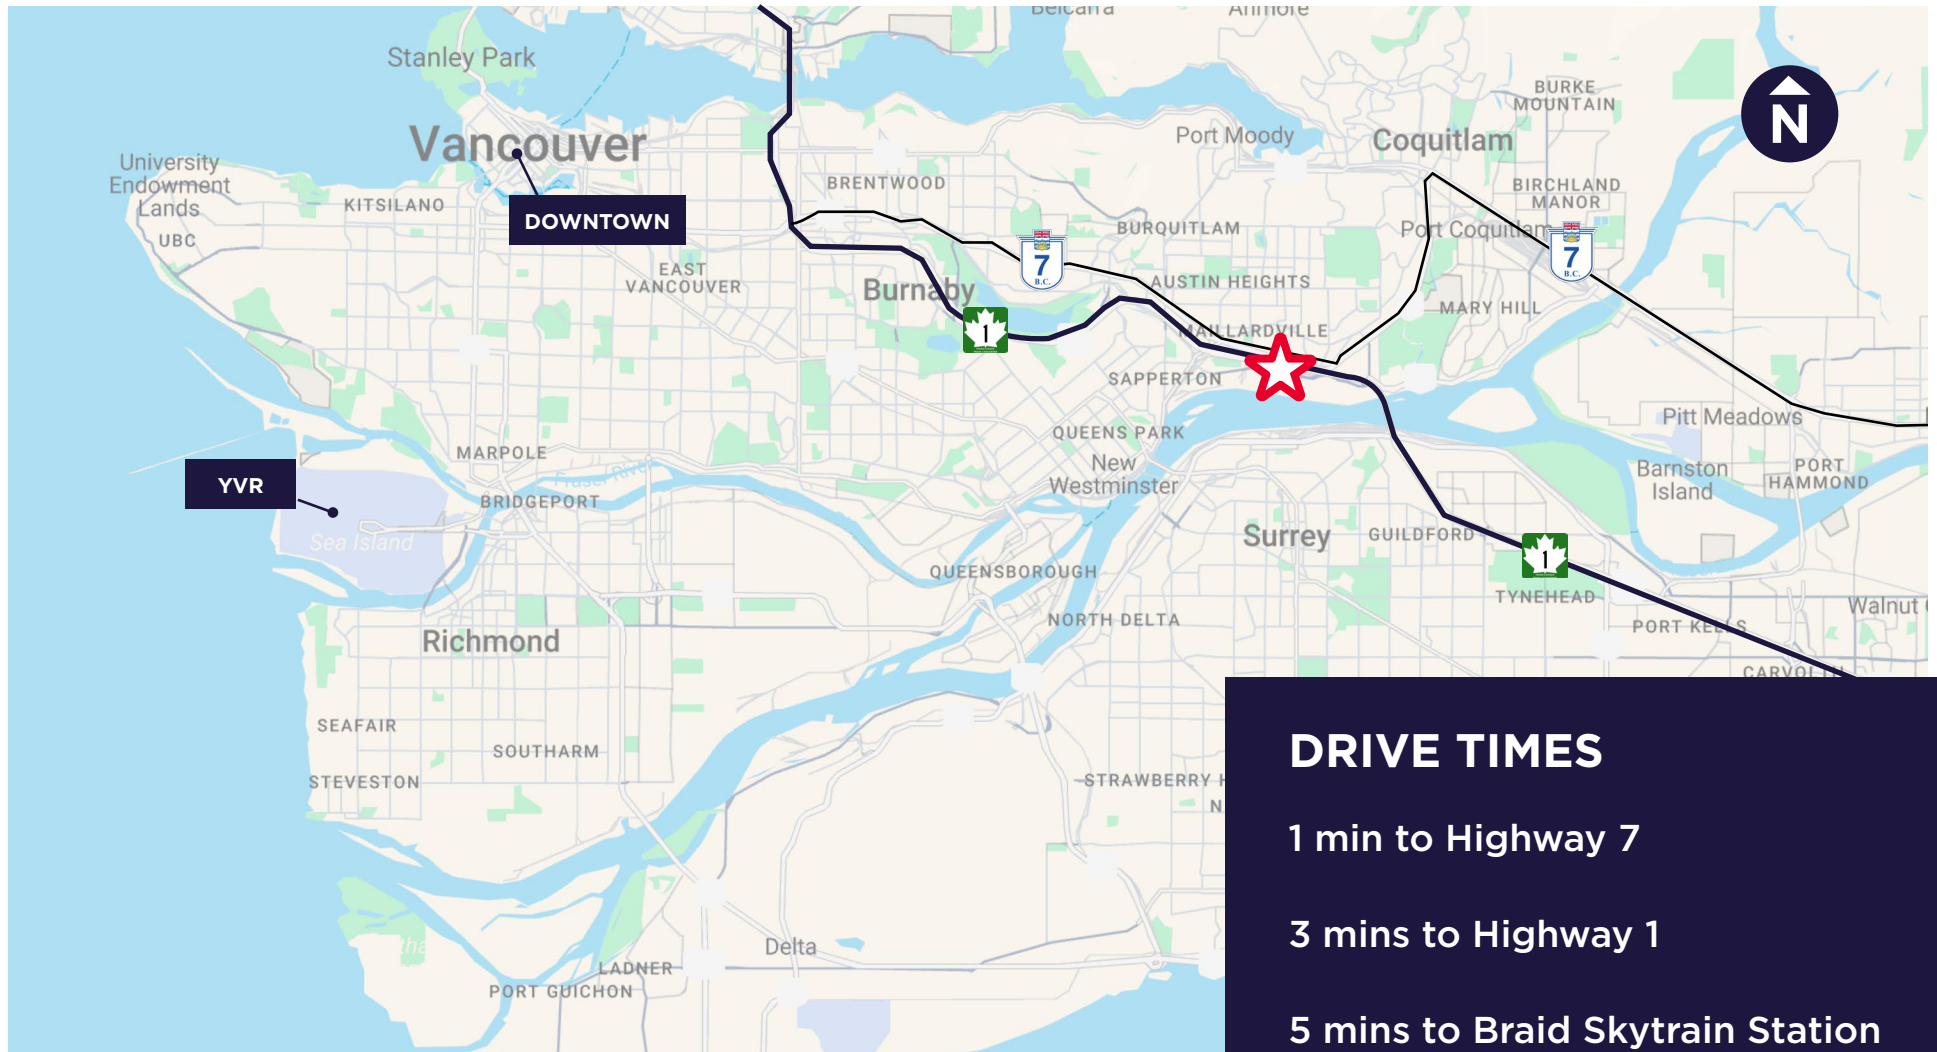 Belcarra
Anmore
Stanley Park
BURKE
MOUNTAIN
N
Vancouver
Port Moody
Coquitlam
University
Endowment
Lands
BRENTWOOD
BIRCHLAND
MANOR
KITSILANO
DOWNTOWN
UBC
BURQUITLAM
Port Coquitlam
7
B.C.
7
B.C.
EAST
VANCOUVER
Burnaby
AUSTIN HEIGHTS
MARY HILL
1
MAILLARDVILLE
SAPPERTON
Pitt Meadows
QUEENS PARK
MARPOLE
New
Westminster
Fraser River
Barnston
Island
PORT
HAMMOND
YVR
BRIDGEPORT
Sea Island
Surrey
GUILDFORD
1
QUEENSBOROUGH
TYNEHEAD
Walnut
NORTH DELTA
PORT KELLS
Richmond
CARVOLTH
SEAFAIR
SOUTHARM
STEVESTON
STRAWBERRY H
N
DRIVE TIMES
1 min to Highway 7
3 mins to Highway 1
5 mins to Braid Skytrain Station
Delta
LADNER
PORT GUICHON